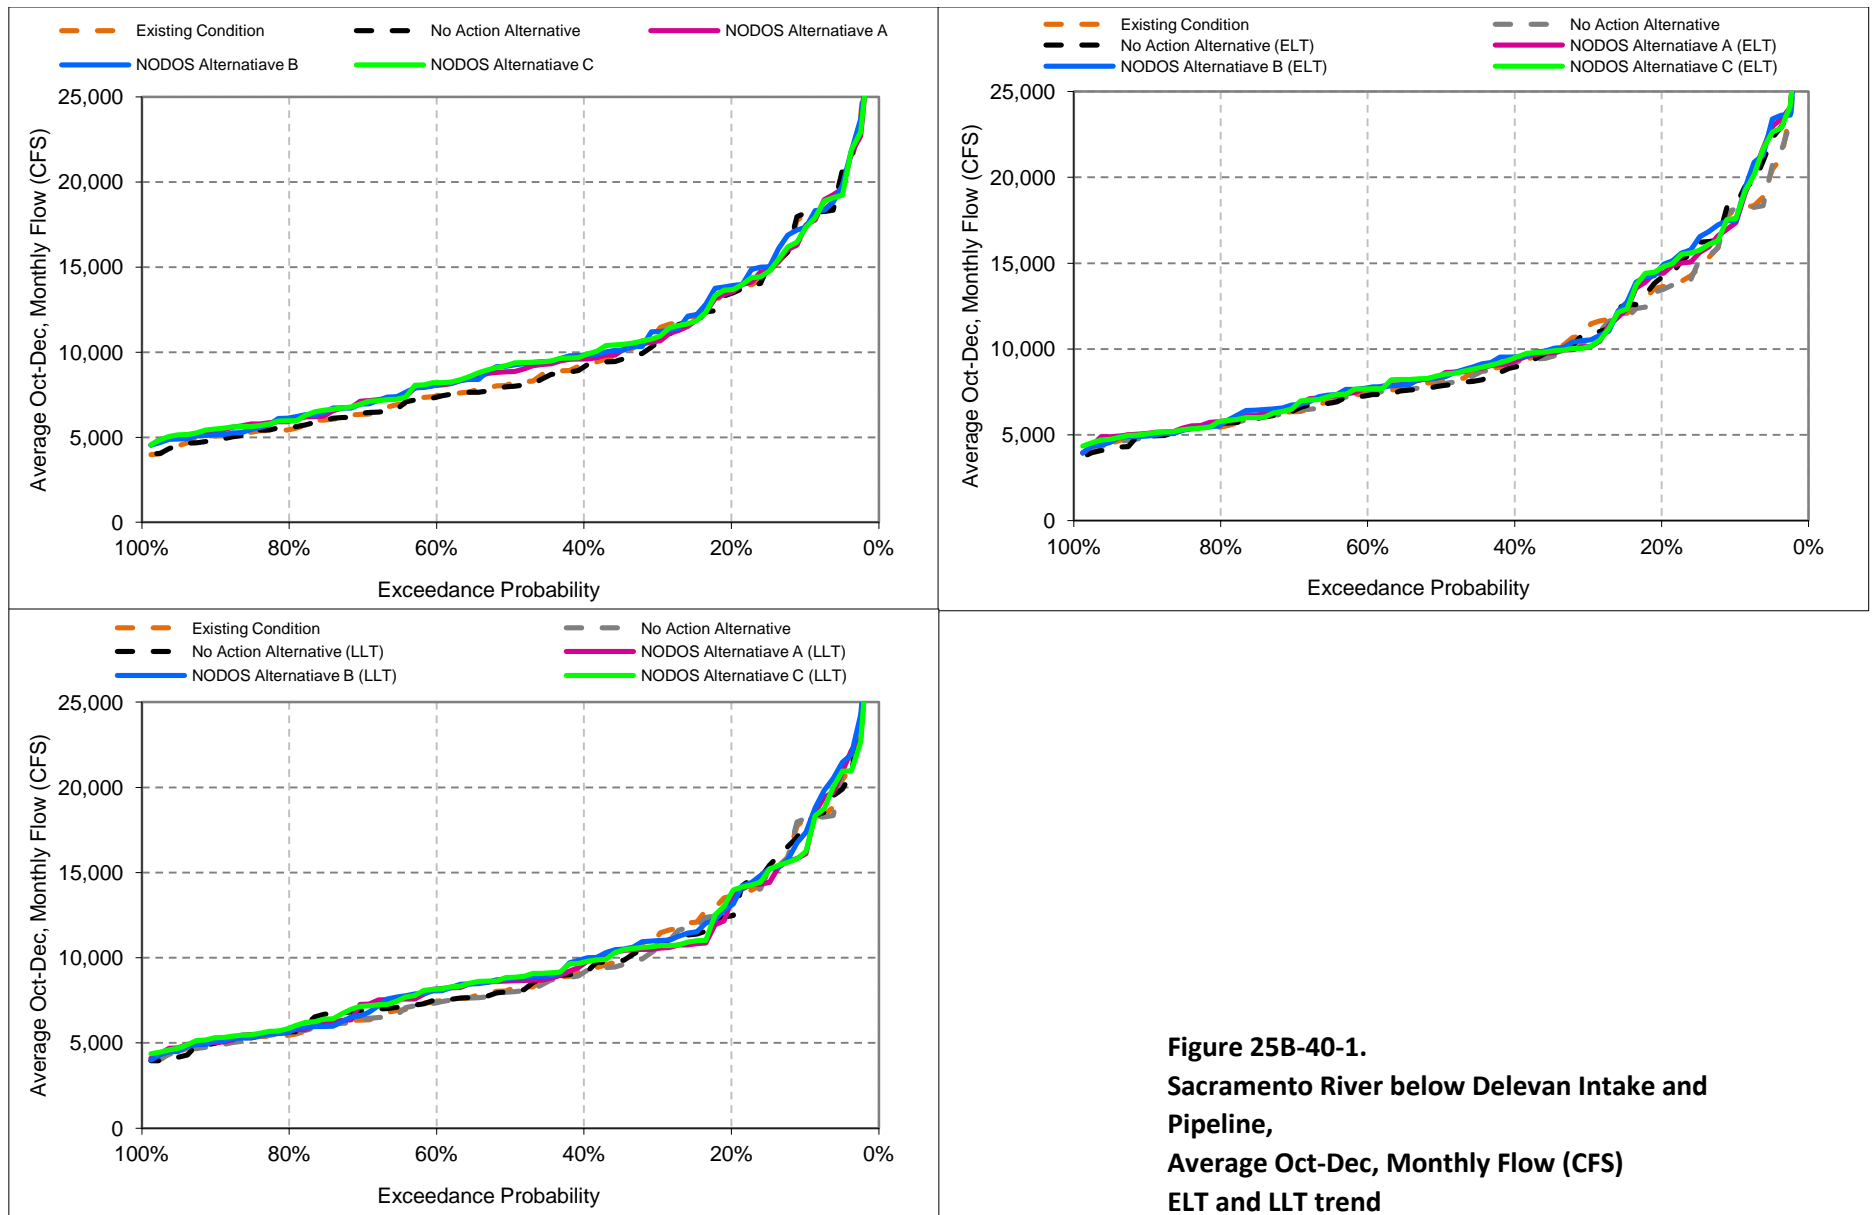 Existing Condition
No Action Alternative
NODOS Alternatiave A
NODOS Alternatiave B
NODOS Alternatiave C
Average Oct-Dec, Monthly Flow (CFS)
25,000
20,000
15,000
10,000
5,000
0
100% 80% 60% 40% 20% 0%
Exceedance Probability
Existing Condition
No Action Alternative
No Action Alternative (ELT)
NODOS Alternatiave A (ELT)
NODOS Alternatiave B (ELT)
NODOS Alternatiave C (ELT)
Average Oct-Dec, Monthly Flow (CFS)
25,000
20,000
15,000
10,000
5,000
0
100% 80% 60% 40% 20% 0%
Exceedance Probability
Existing Condition
No Action Alternative
No Action Alternative (LLT)
NODOS Alternatiave A (LLT)
NODOS Alternatiave B (LLT)
NODOS Alternatiave C (LLT)
Average Oct-Dec, Monthly Flow (CFS)
25,000
20,000
15,000
10,000
5,000
0
100% 80% 60% 40% 20% 0%
Exceedance Probability
Figure 25B-40-1.
Sacramento River below Delevan Intake and
Pipeline,
Average Oct-Dec, Monthly Flow (CFS)
ELT and LLT trend